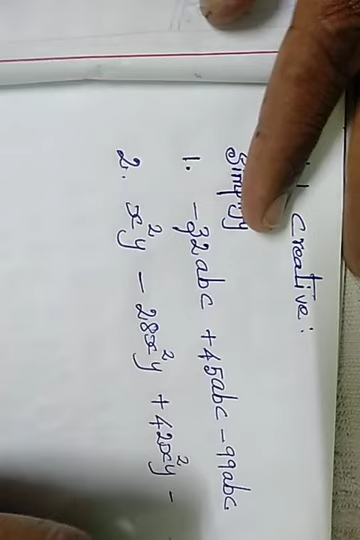 Creative :
Simplify
1. -32abc + 45abc - 99abc
2. x²y - 28x²y + 42x²y -